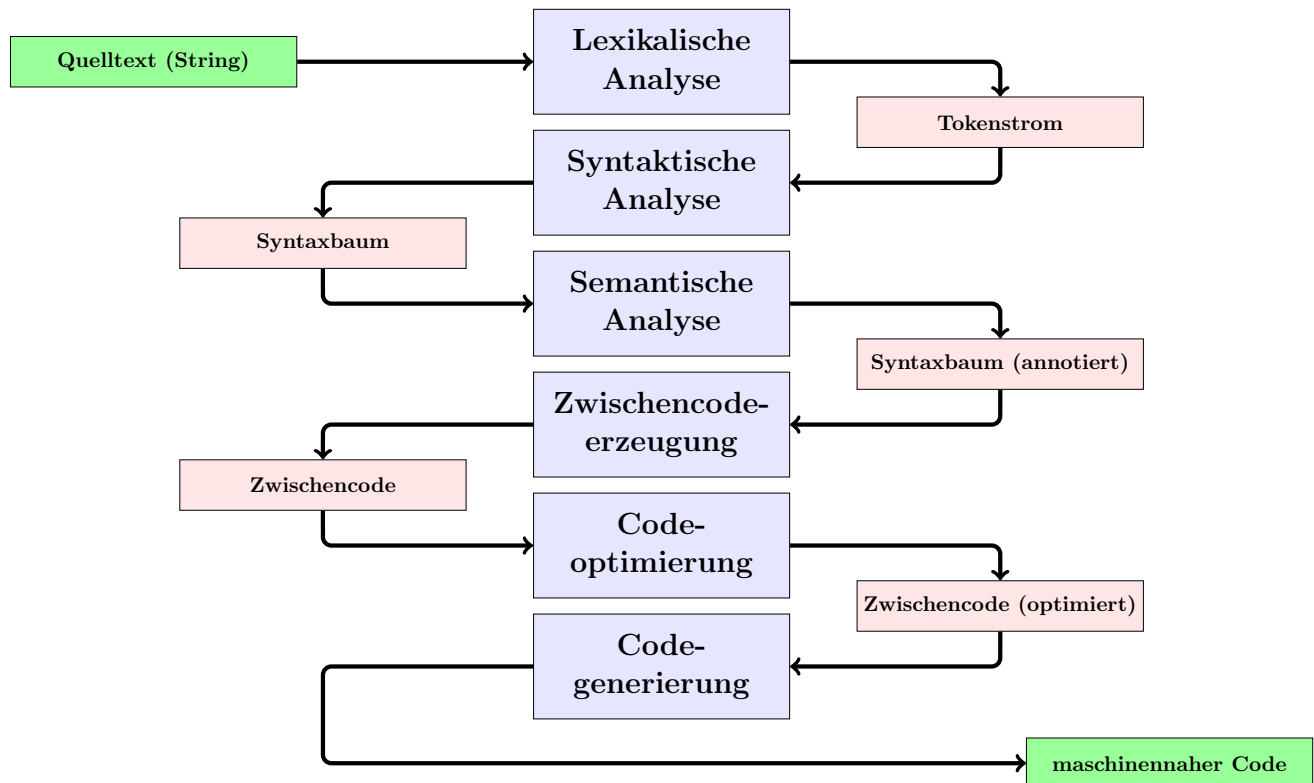 Quelltext (String)
Lexikalische
Analyse
Tokenstrom
Syntaktische
Analyse
Syntaxbaum
Semantische
Analyse
Syntaxbaum (annotiert)
Zwischencode-
erzeugung
Zwischencode
Code-
optimierung
Zwischencode (optimiert)
Code-
generierung
maschinennaher Code